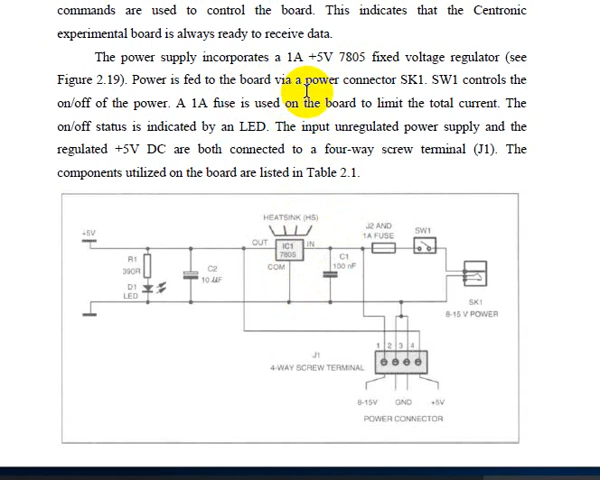 commands are used to control the board. This indicates that the Centronic
experimental board is always ready to receive data.
The power supply incorporates a 1A +5V 7805 fixed voltage regulator (see
Figure 2.19). Power is fed to the board via a power connector SK1. SW1 controls the
on/off of the power. A 1A fuse is used on the board to limit the total current. The
on/off status is indicated by an LED. The input unregulated power supply and the
regulated +5V DC are both connected to a four-way screw terminal (J1). The
components utilized on the board are listed in Table 2.1.
HEATSINK (HS)
J2 AND
1A FUSE
SW1
+5V
OUT
IC1
7805
IN
COM
C1
100 nF
R1
390R
C2
10 uF
D1
LED
SK1
8-15 V POWER
J1
4-WAY SCREW TERMINAL
1 2 3 4
8-15V GND +5V
POWER CONNECTOR